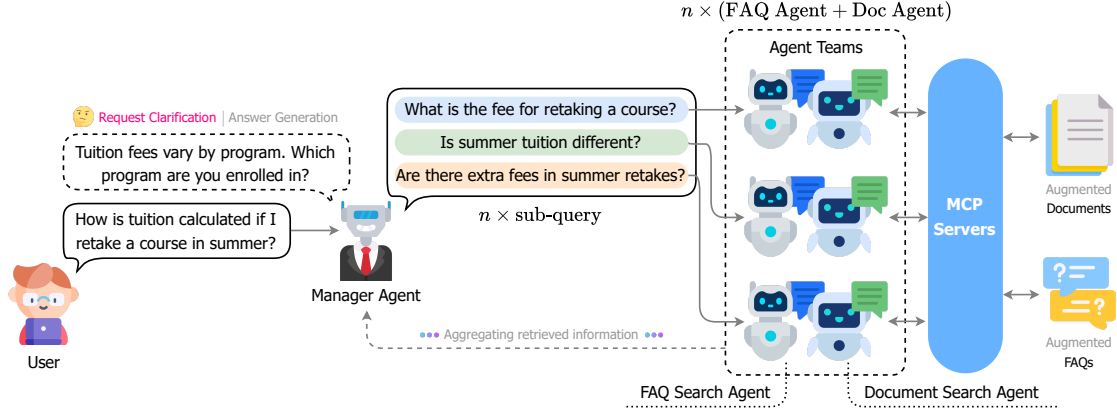 n × (FAQ Agent + Doc Agent)
Agent Teams
🤔 Request Clarification | Answer Generation
Tuition fees vary by program. Which
program are you enrolled in?
How is tuition calculated if I
retake a course in summer?
User
Manager Agent
What is the fee for retaking a course?
Is summer tuition different?
Are there extra fees in summer retakes?
n × sub-query
Aggregating retrieved information
FAQ Search Agent
Document Search Agent
MCP
Servers
Augmented
Documents
?=
=?
Augmented
FAQs